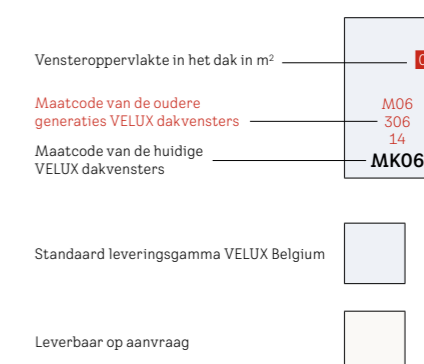 Vensteroppervlakte in het dak in m²
Maatcode van de oudere
generaties VELUX dakvensters
M06
306
14
Maatcode van de huidige
VELUX dakvensters
MK06
Standaard leveringsgamma VELUX Belgium
Leverbaar op aanvraag